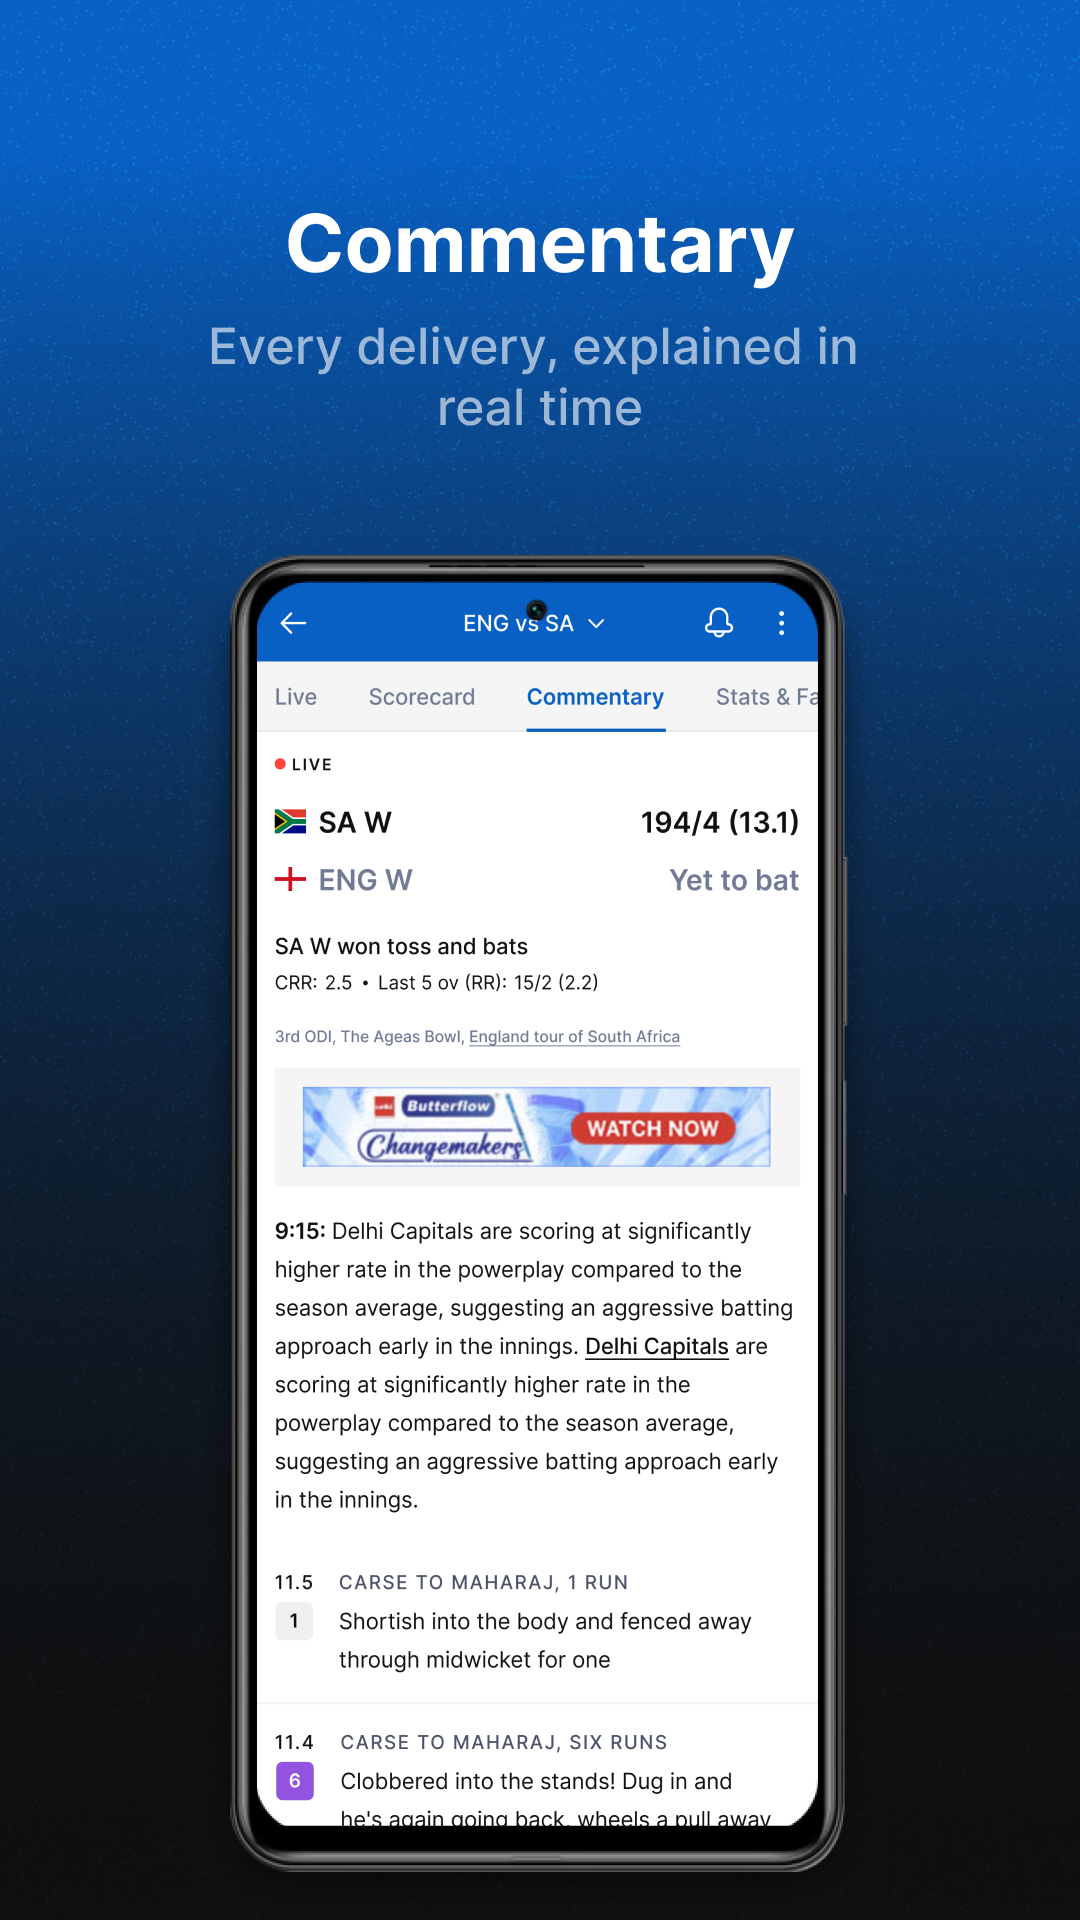 Commentary
Every delivery, explained in
real time
ENG vs SA
Live Scorecard Commentary Stats & Fa
LIVE
SA W 194/4 (13.1)
ENG W Yet to bat
SA W won toss and bats
CRR: 2.5 • Last 5 ov (RR): 15/2 (2.2)
3rd ODI, The Ageas Bowl, England tour of South Africa
Butterflow
Changemakers
WATCH NOW
9:15: Delhi Capitals are scoring at significantly
higher rate in the powerplay compared to the
season average, suggesting an aggressive batting
approach early in the innings. Delhi Capitals are
scoring at significantly higher rate in the
powerplay compared to the season average,
suggesting an aggressive batting approach early
in the innings.
11.5 CARSE TO MAHARAJ, 1 RUN
1 Shortish into the body and fenced away
through midwicket for one
11.4 CARSE TO MAHARAJ, SIX RUNS
6 Clobbered into the stands! Dug in and
he's again going back, wheels a pull away